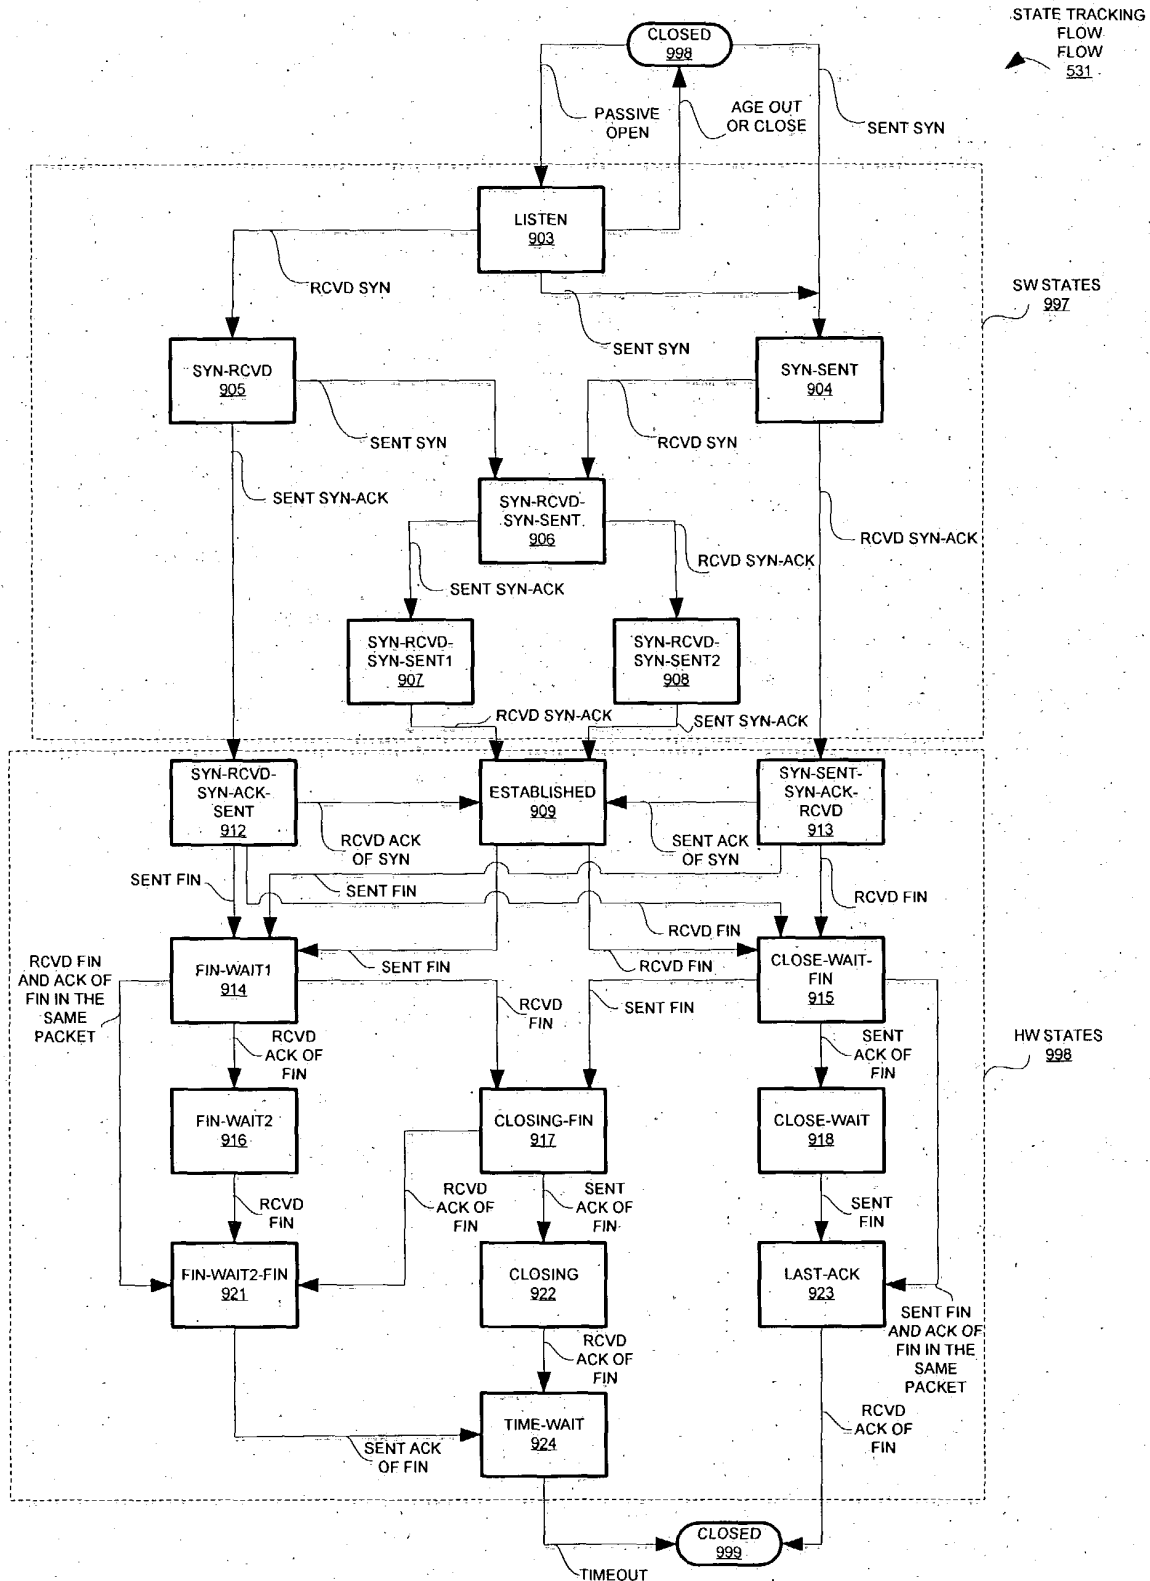 STATE TRACKING
FLOW
FLOW
531
CLOSED
998
PASSIVE
OPEN
AGE OUT
OR CLOSE
SENT SYN
LISTEN
903
RCVD SYN
SENT SYN
SW STATES
997
SYN-RCVD
905
SYN-SENT
904
SENT SYN
RCVD SYN
SENT SYN-ACK
SYN-RCVD-
SYN-SENT
906
RCVD SYN-ACK
RCVD SYN-ACK
SENT SYN-ACK
SYN-RCVD-
SYN-SENT1
907
SYN-RCVD-
SYN-SENT2
908
RCVD SYN-ACK
SENT SYN-ACK
SYN-RCVD-
SYN-ACK-
SENT
912
ESTABLISHED
909
SYN-SENT-
SYN-ACK-
RCVD
913
RCVD ACK
OF SYN
SENT
ACK OF SYN
SENT FIN
SENT FIN
RCVD FIN
RCVD FIN
RCVD FIN
AND ACK OF
FIN IN THE
SAME
PACKET
FIN-WAIT1
914
SENT FIN
RCVD FIN
CLOSE-WAIT-
FIN
915
RCVD
FIN
SENT FIN
RCVD
ACK OF
FIN
SENT
ACK OF
FIN
HW STATES
998
FIN-WAIT2
916
CLOSING-FIN
917
CLOSE-WAIT
918
RCVD
FIN
RCVD
ACK OF
FIN
SENT
ACK OF
FIN
SENT
FIN
FIN-WAIT2-FIN
921
CLOSING
922
LAST-ACK
923
SENT FIN
AND ACK OF
FIN IN THE
SAME
PACKET
RCVD
ACK OF
FIN
TIME-WAIT
924
RCVD
ACK OF
FIN
SENT ACK
OF FIN
CLOSED
999
TIMEOUT